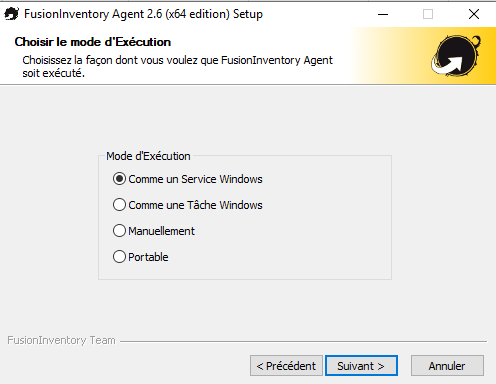 FusionInventory Agent 2.6 (x64 edition) Setup
Choisir le mode d'Exécution
Choisissez la façon dont vous voulez que FusionInventory Agent
soit exécuté.
Mode d'Exécution
Comme un Service Windows
Comme une Tâche Windows
Manuellement
Portable
FusionInventory Team
< Précédent Suivant > Annuler